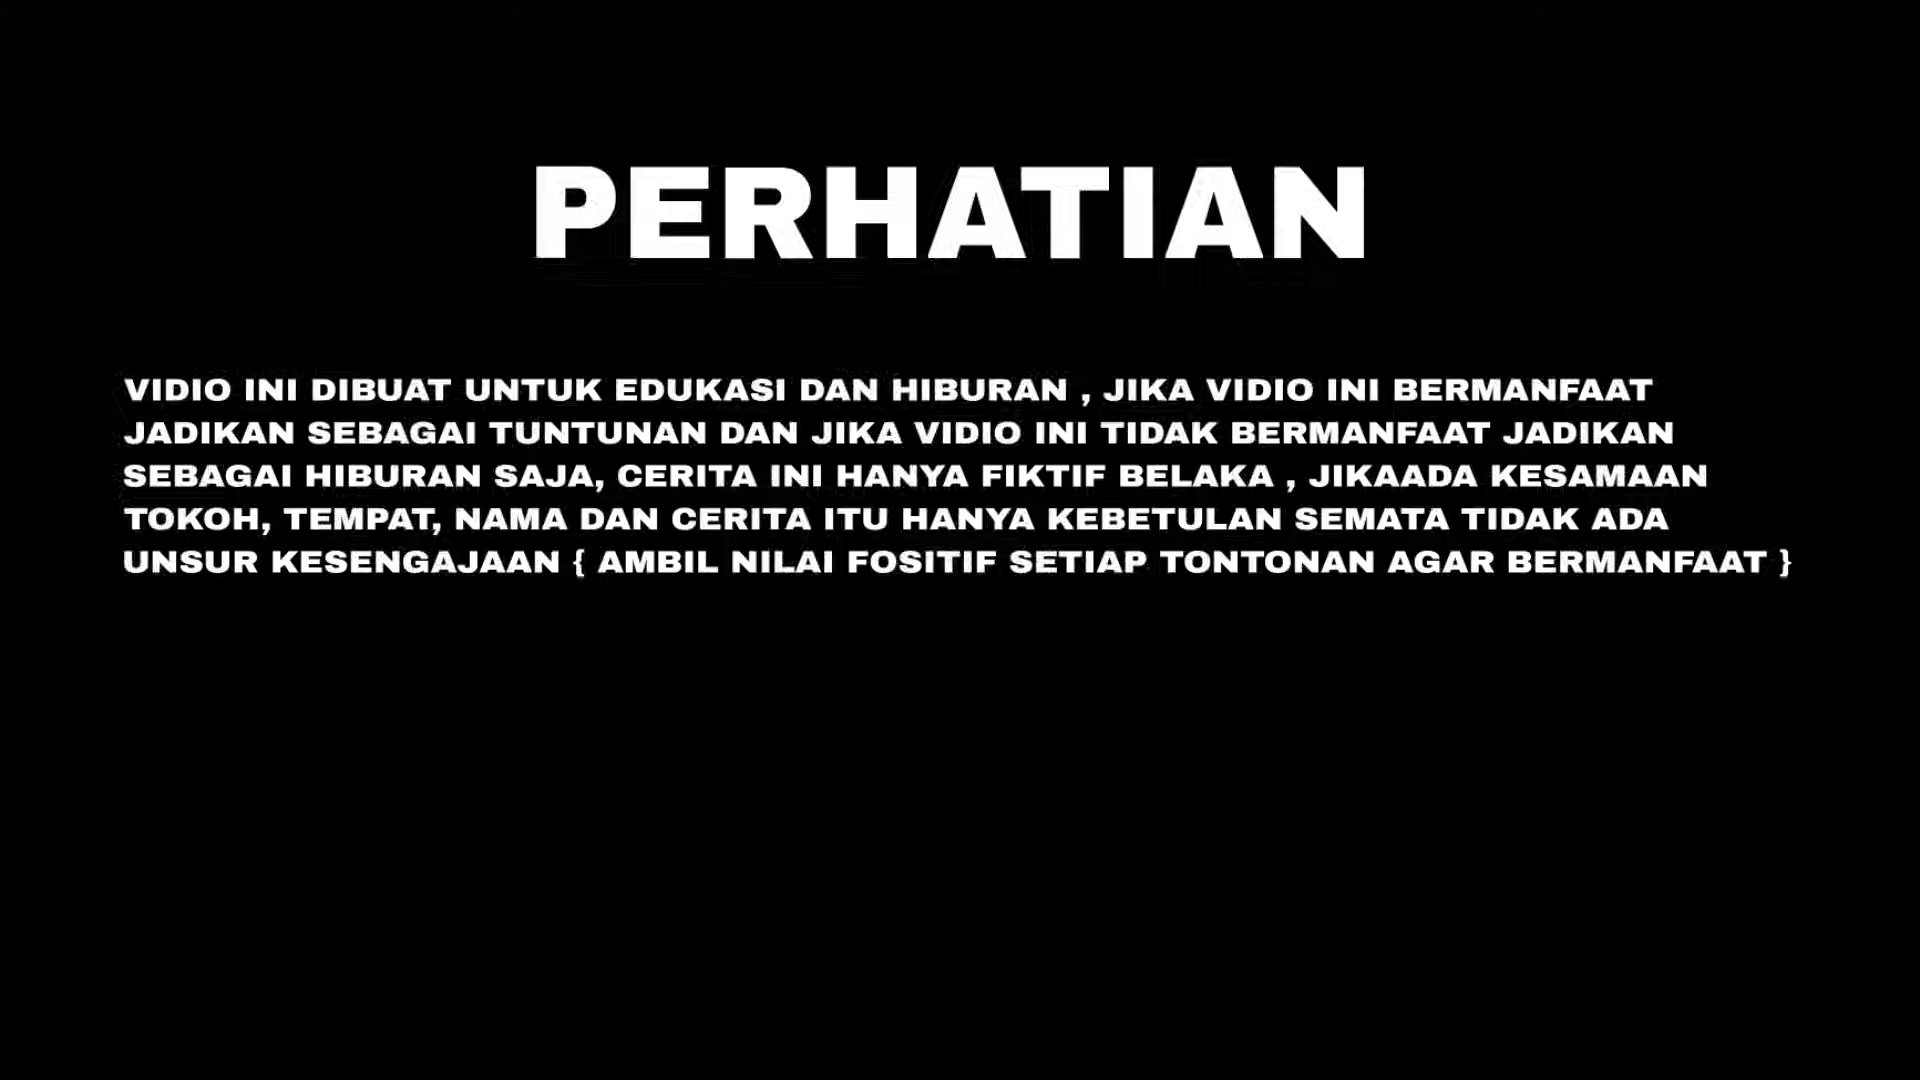 PERHATIAN
VIDIO INI DIBUAT UNTUK EDUKASI DAN HIBURAN , JIKA VIDIO INI BERMANFAAT
JADIKAN SEBAGAI TUNTUNAN DAN JIKA VIDIO INI TIDAK BERMANFAAT JADIKAN
SEBAGAI HIBURAN SAJA, CERITA INI HANYA FIKTIF BELAKA , JIKAADA KESAMAAN
TOKOH, TEMPAT, NAMA DAN CERITA ITU HANYA KEBETULAN SEMATA TIDAK ADA
UNSUR KESENGAJAAN { AMBIL NILAI FOSITIF SETIAP TONTONAN AGAR BERMANFAAT }